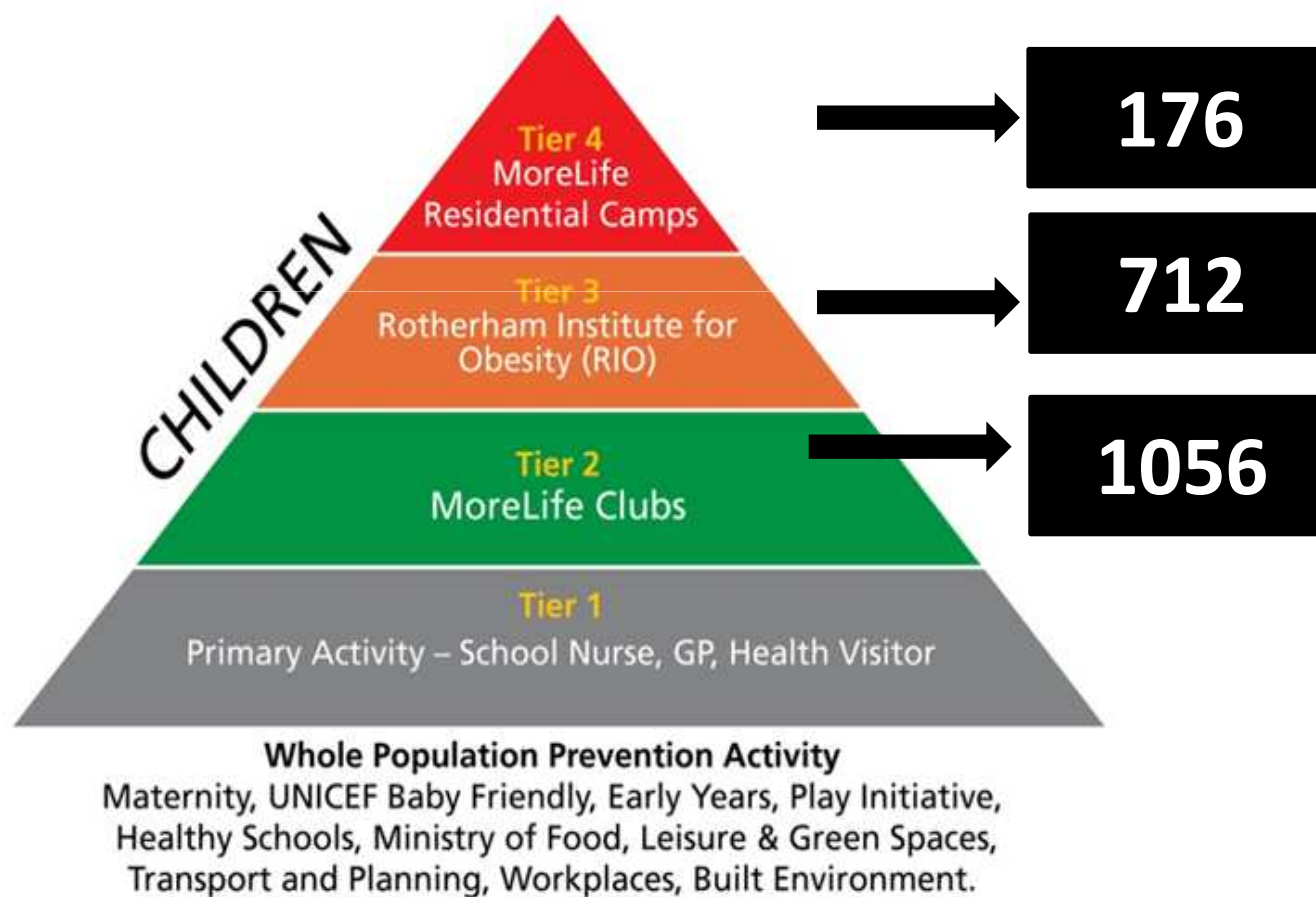 Tier 4
MoreLife
Residential Camps
176
CHILDREN
Tier 3
Rotherham Institute for
Obesity (RIO)
712
Tier 2
MoreLife Clubs
1056
Tier 1
Primary Activity – School Nurse, GP, Health Visitor
Whole Population Prevention Activity
Maternity, UNICEF Baby Friendly, Early Years, Play Initiative,
Healthy Schools, Ministry of Food, Leisure & Green Spaces,
Transport and Planning, Workplaces, Built Environment.